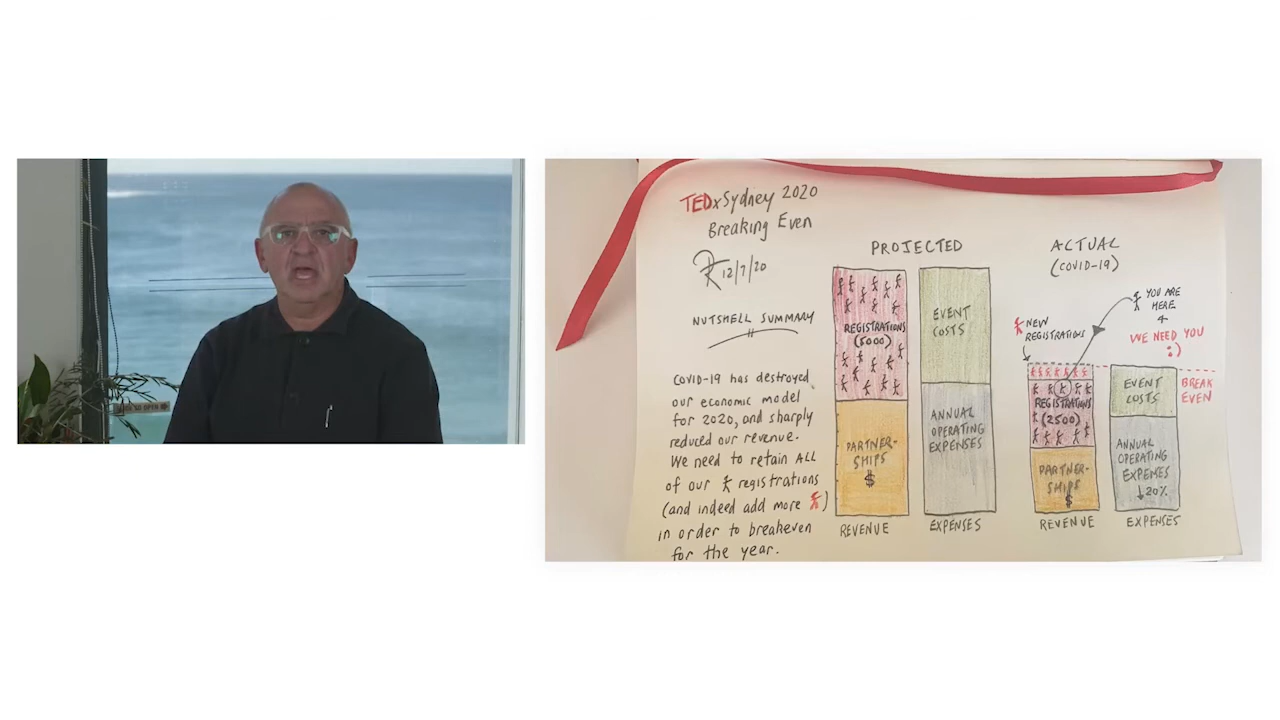 TEDxSydney 2020
Breaking Even
12/7/20
NUTSHELL SUMMARY
COVID-19 has destroyed
our economic model
for 2020, and sharply
reduced our revenue.
We need to retain ALL
of our registrations
(and indeed add more )
in order to breakeven
for the year.
PROJECTED
REGISTRATIONS
(5000)
PARTNER-
SHIPS
$
REVENUE
EVENT
COSTS
ANNUAL
OPERATING
EXPENSES
EXPENSES
ACTUAL
(COVID-19)
YOU ARE
HERE
+
WE NEED YOU
:)
NEW
REGISTRATIONS
REGISTRATIONS
(2500)
PARTNER-
SHIPS
$
REVENUE
EVENT
COSTS
BREAK
EVEN
ANNUAL
OPERATING
EXPENSES
↓20%
EXPENSES